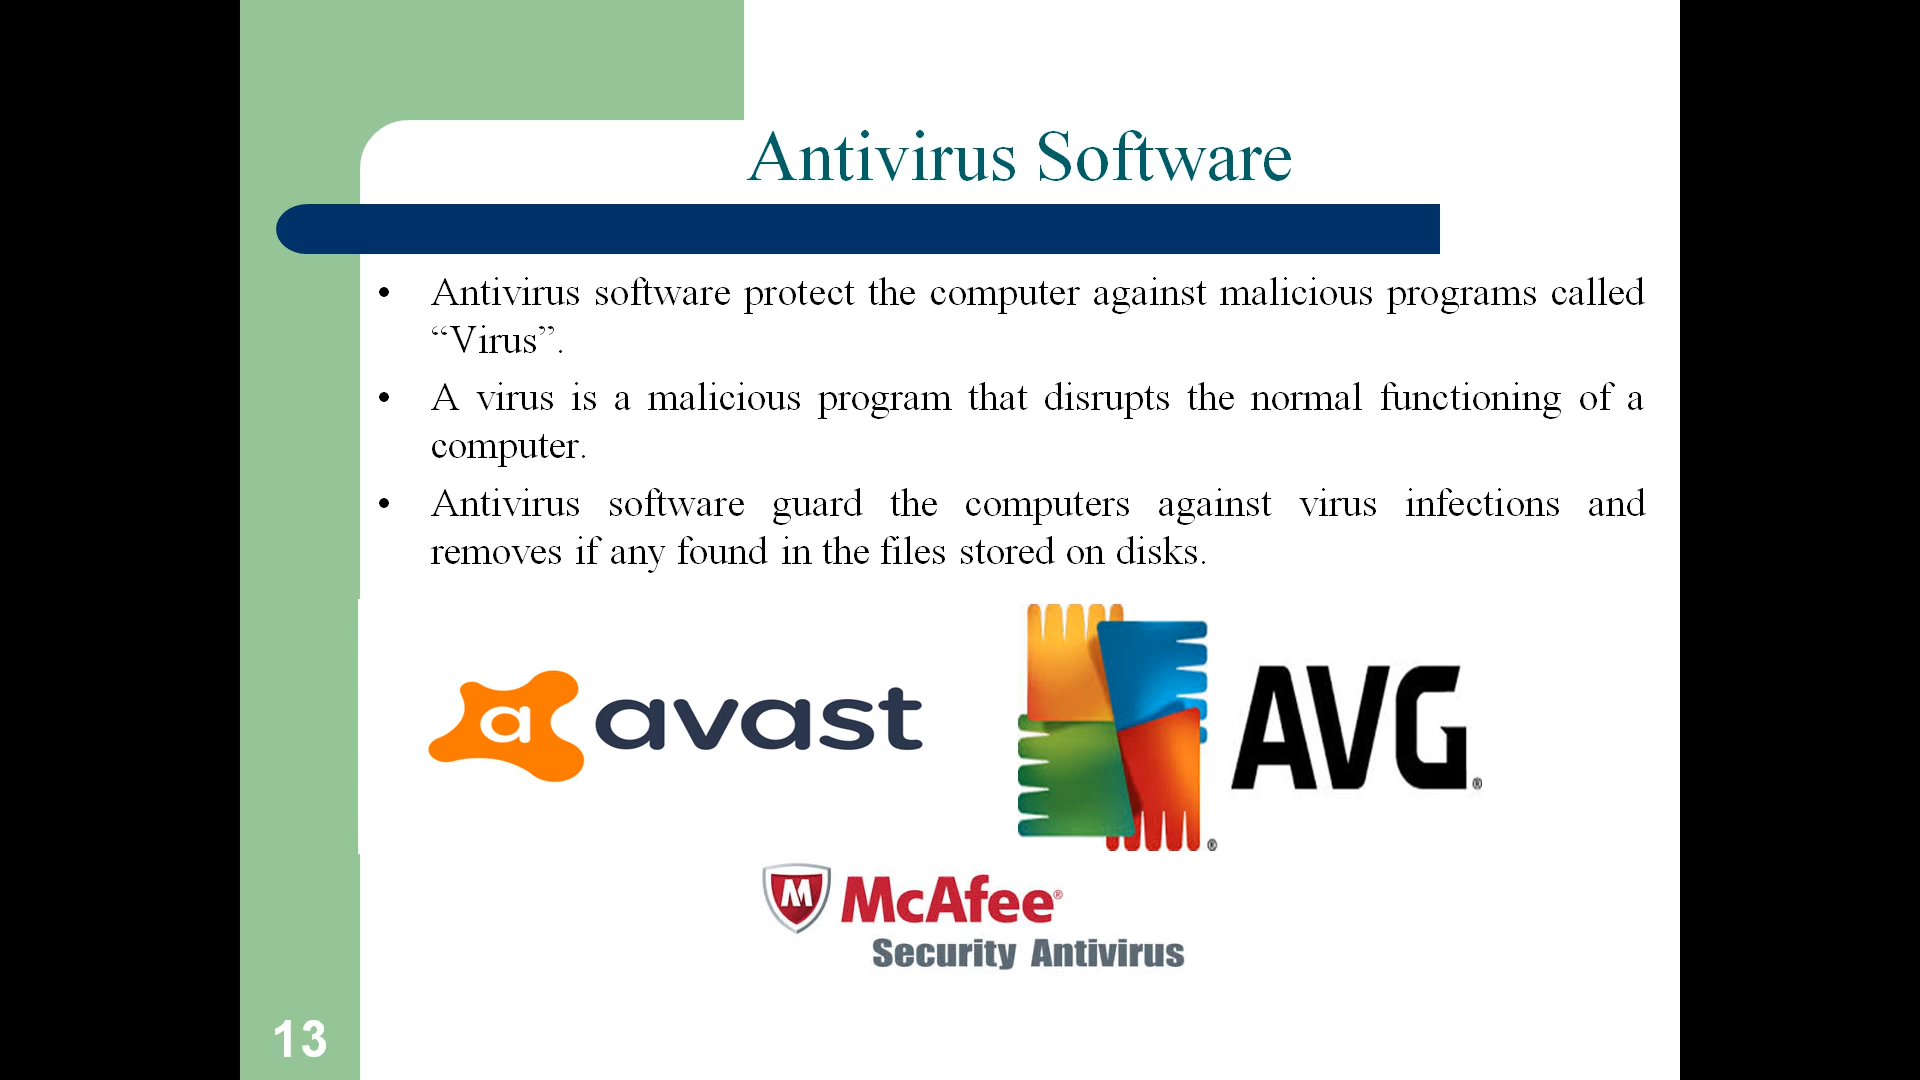 Antivirus Software
• Antivirus software protect the computer against malicious programs called
“Virus”.
• A virus is a malicious program that disrupts the normal functioning of a
computer.
• Antivirus software guard the computers against virus infections and
removes if any found in the files stored on disks.
a avast
AVG®
®
M McAfee®
Security Antivirus
13